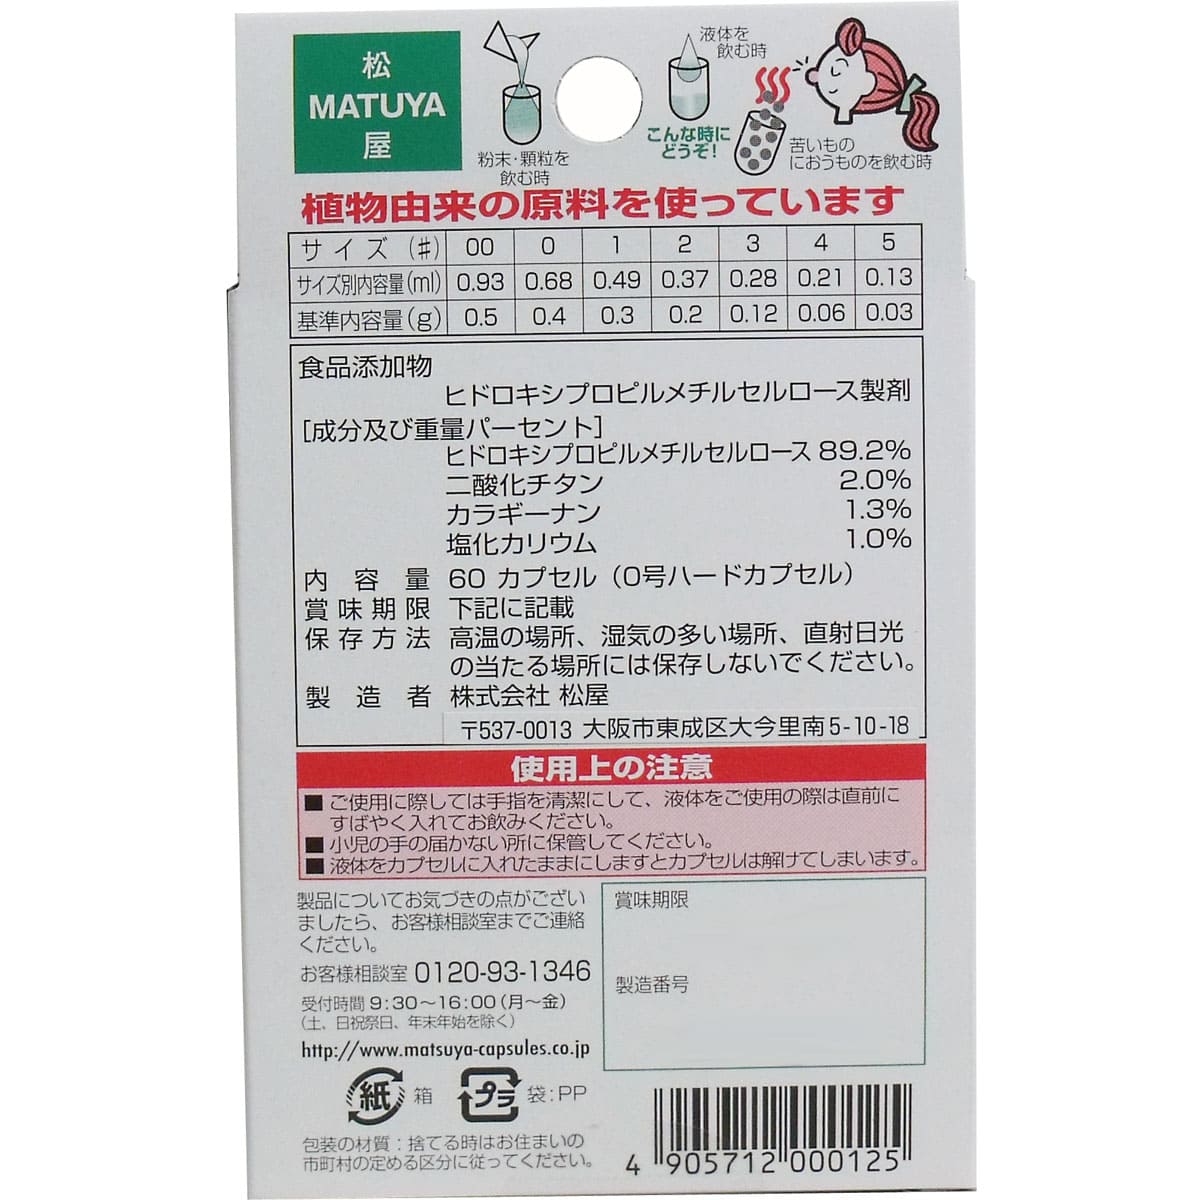 松
MATUYA
屋
粉末・顆粒を
飲む時
液体を
飲む時
こんな時に
どうぞ!
苦いもの
におうものを飲む時
植物由来の原料を使っています
サイズ(♯) 00 0 1 2 3 4 5
サイズ別内容量(ml) 0.93 0.68 0.49 0.37 0.28 0.21 0.13
基準内容量(g) 0.5 0.4 0.3 0.2 0.12 0.06 0.03
食品添加物
ヒドロキシプロピルメチルセルロース製剤
[成分及び重量パーセント]
ヒドロキシプロピルメチルセルロース 89.2%
二酸化チタン 2.0%
カラギーナン 1.3%
塩化カリウム 1.0%
内容量 60 カプセル(0号ハードカプセル)
賞味期限 下記に記載
保存方法 高温の場所、湿気の多い場所、直射日光
の当たる場所には保存しないでください。
製造者 株式会社 松屋
〒537-0013 大阪市東成区大今里南5-10-18
使用上の注意
■ ご使用に際しては手指を清潔にして、液体をご使用の際は直前に
すばやく入れてお飲みください。
■ 小児の手の届かない所に保管してください。
■ 液体をカプセルに入れたままにしますとカプセルは解けてしまいます。
製品についてお気づきの点がござい
ましたら、お客様相談室までご連絡
ください。
お客様相談室 0120-93-1346
受付時間 9:30～16:00(月～金)
(土、日祝祭日、年末年始を除く)
http://www.matsuya-capsules.co.jp
賞味期限
製造番号
紙 箱 プラ 袋:PP
包装の材質:捨てる時はお住まいの
市町村の定める区分に従ってください。
4 905712 000125